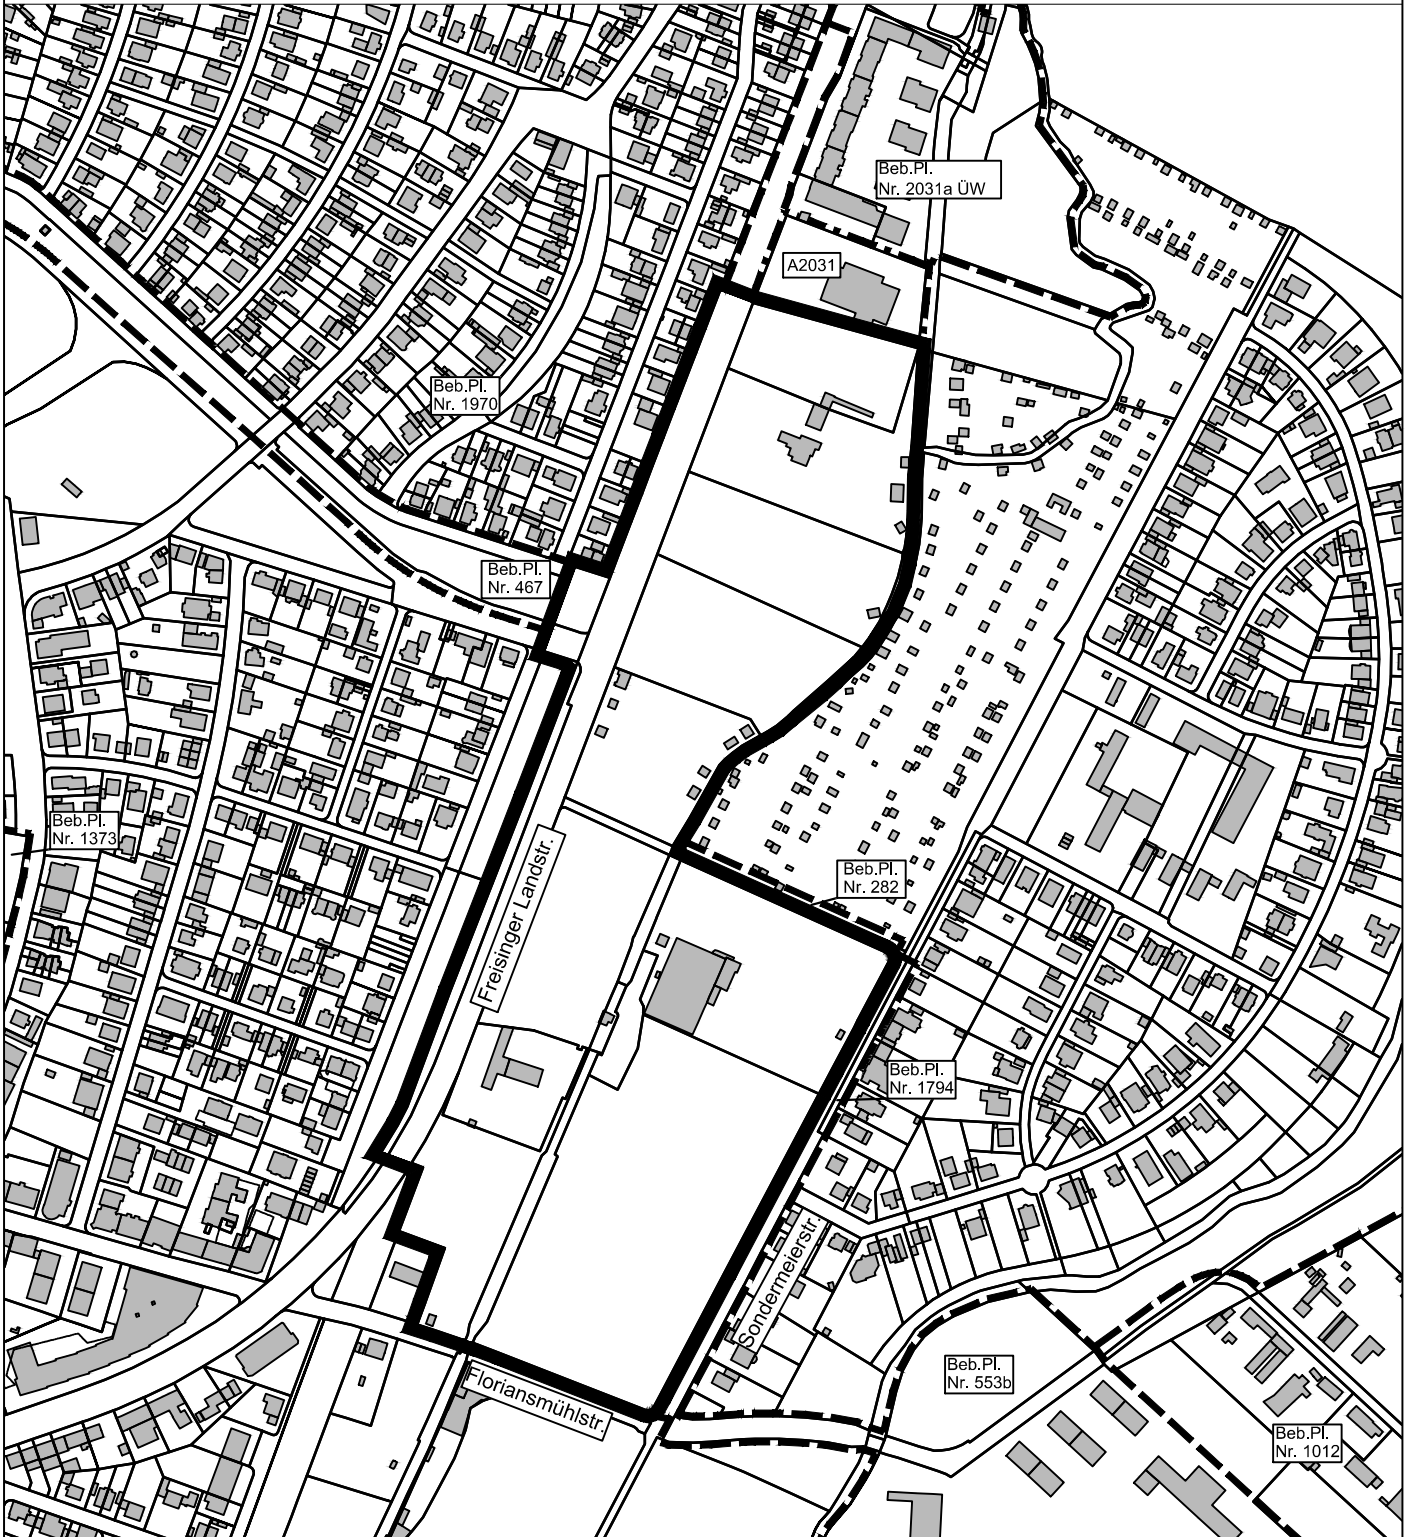 Beb.Pl.
Nr. 2031a ÜW
A2031
Beb.Pl.
Nr. 1970
Beb.Pl.
Nr. 467
Beb.Pl.
Nr. 1373
Freisinger Landstr.
Beb.Pl.
Nr. 282
Beb.Pl.
Nr. 1794
Sondermeierstr.
Floriansmühlstr.
Beb.Pl.
Nr. 553b
Beb.Pl.
Nr. 1012